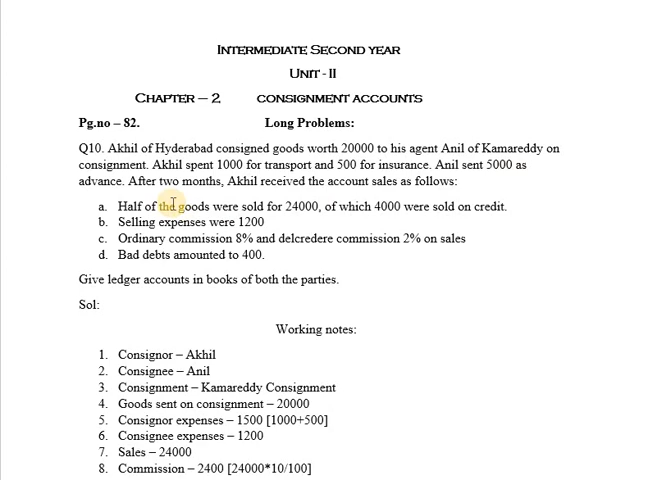 INTERMEDIATE SECOND YEAR
UNIT - II
CHAPTER – 2 CONSIGNMENT ACCOUNTS
Pg.no – 82. Long Problems:
Q10. Akhil of Hyderabad consigned goods worth 20000 to his agent Anil of Kamareddy on
consignment. Akhil spent 1000 for transport and 500 for insurance. Anil sent 5000 as
advance. After two months, Akhil received the account sales as follows:
a. Half of the goods were sold for 24000, of which 4000 were sold on credit.
b. Selling expenses were 1200
c. Ordinary commission 8% and delcredere commission 2% on sales
d. Bad debts amounted to 400.
Give ledger accounts in books of both the parties.
Sol:
Working notes:
1. Consignor – Akhil
2. Consignee – Anil
3. Consignment – Kamareddy Consignment
4. Goods sent on consignment – 20000
5. Consignor expenses – 1500 [1000+500]
6. Consignee expenses – 1200
7. Sales – 24000
8. Commission – 2400 [24000*10/100]